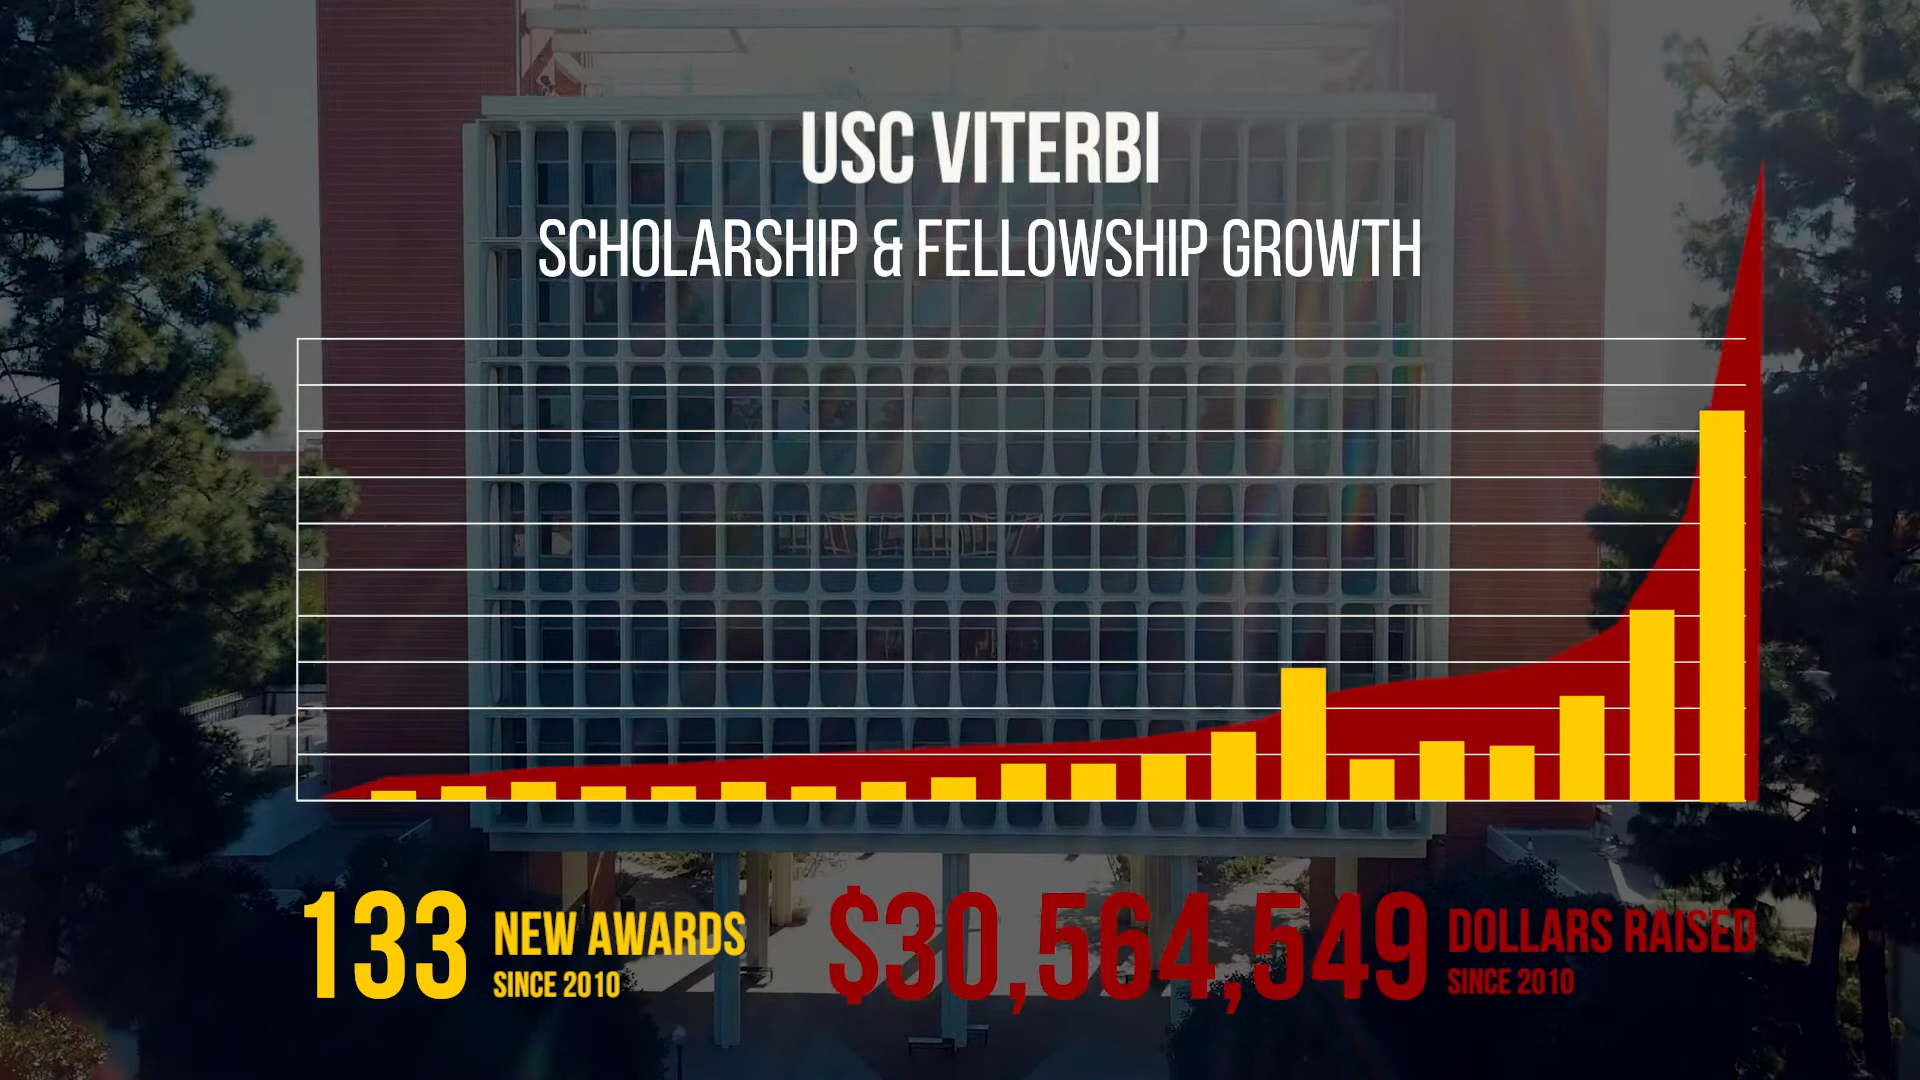 USC VITERBI
SCHOLARSHIP & FELLOWSHIP GROWTH
133 NEW AWARDS
SINCE 2010
$30,564,549 DOLLARS RAISED
SINCE 2010